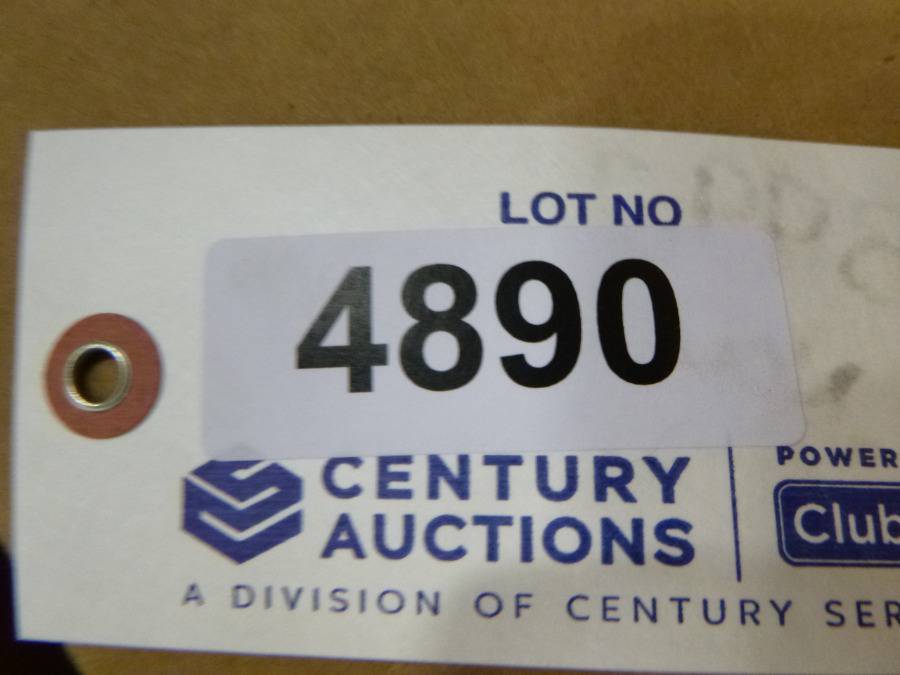 LOT NO
4890
CENTURY
AUCTIONS
POWER
Club
A DIVISION OF CENTURY SER